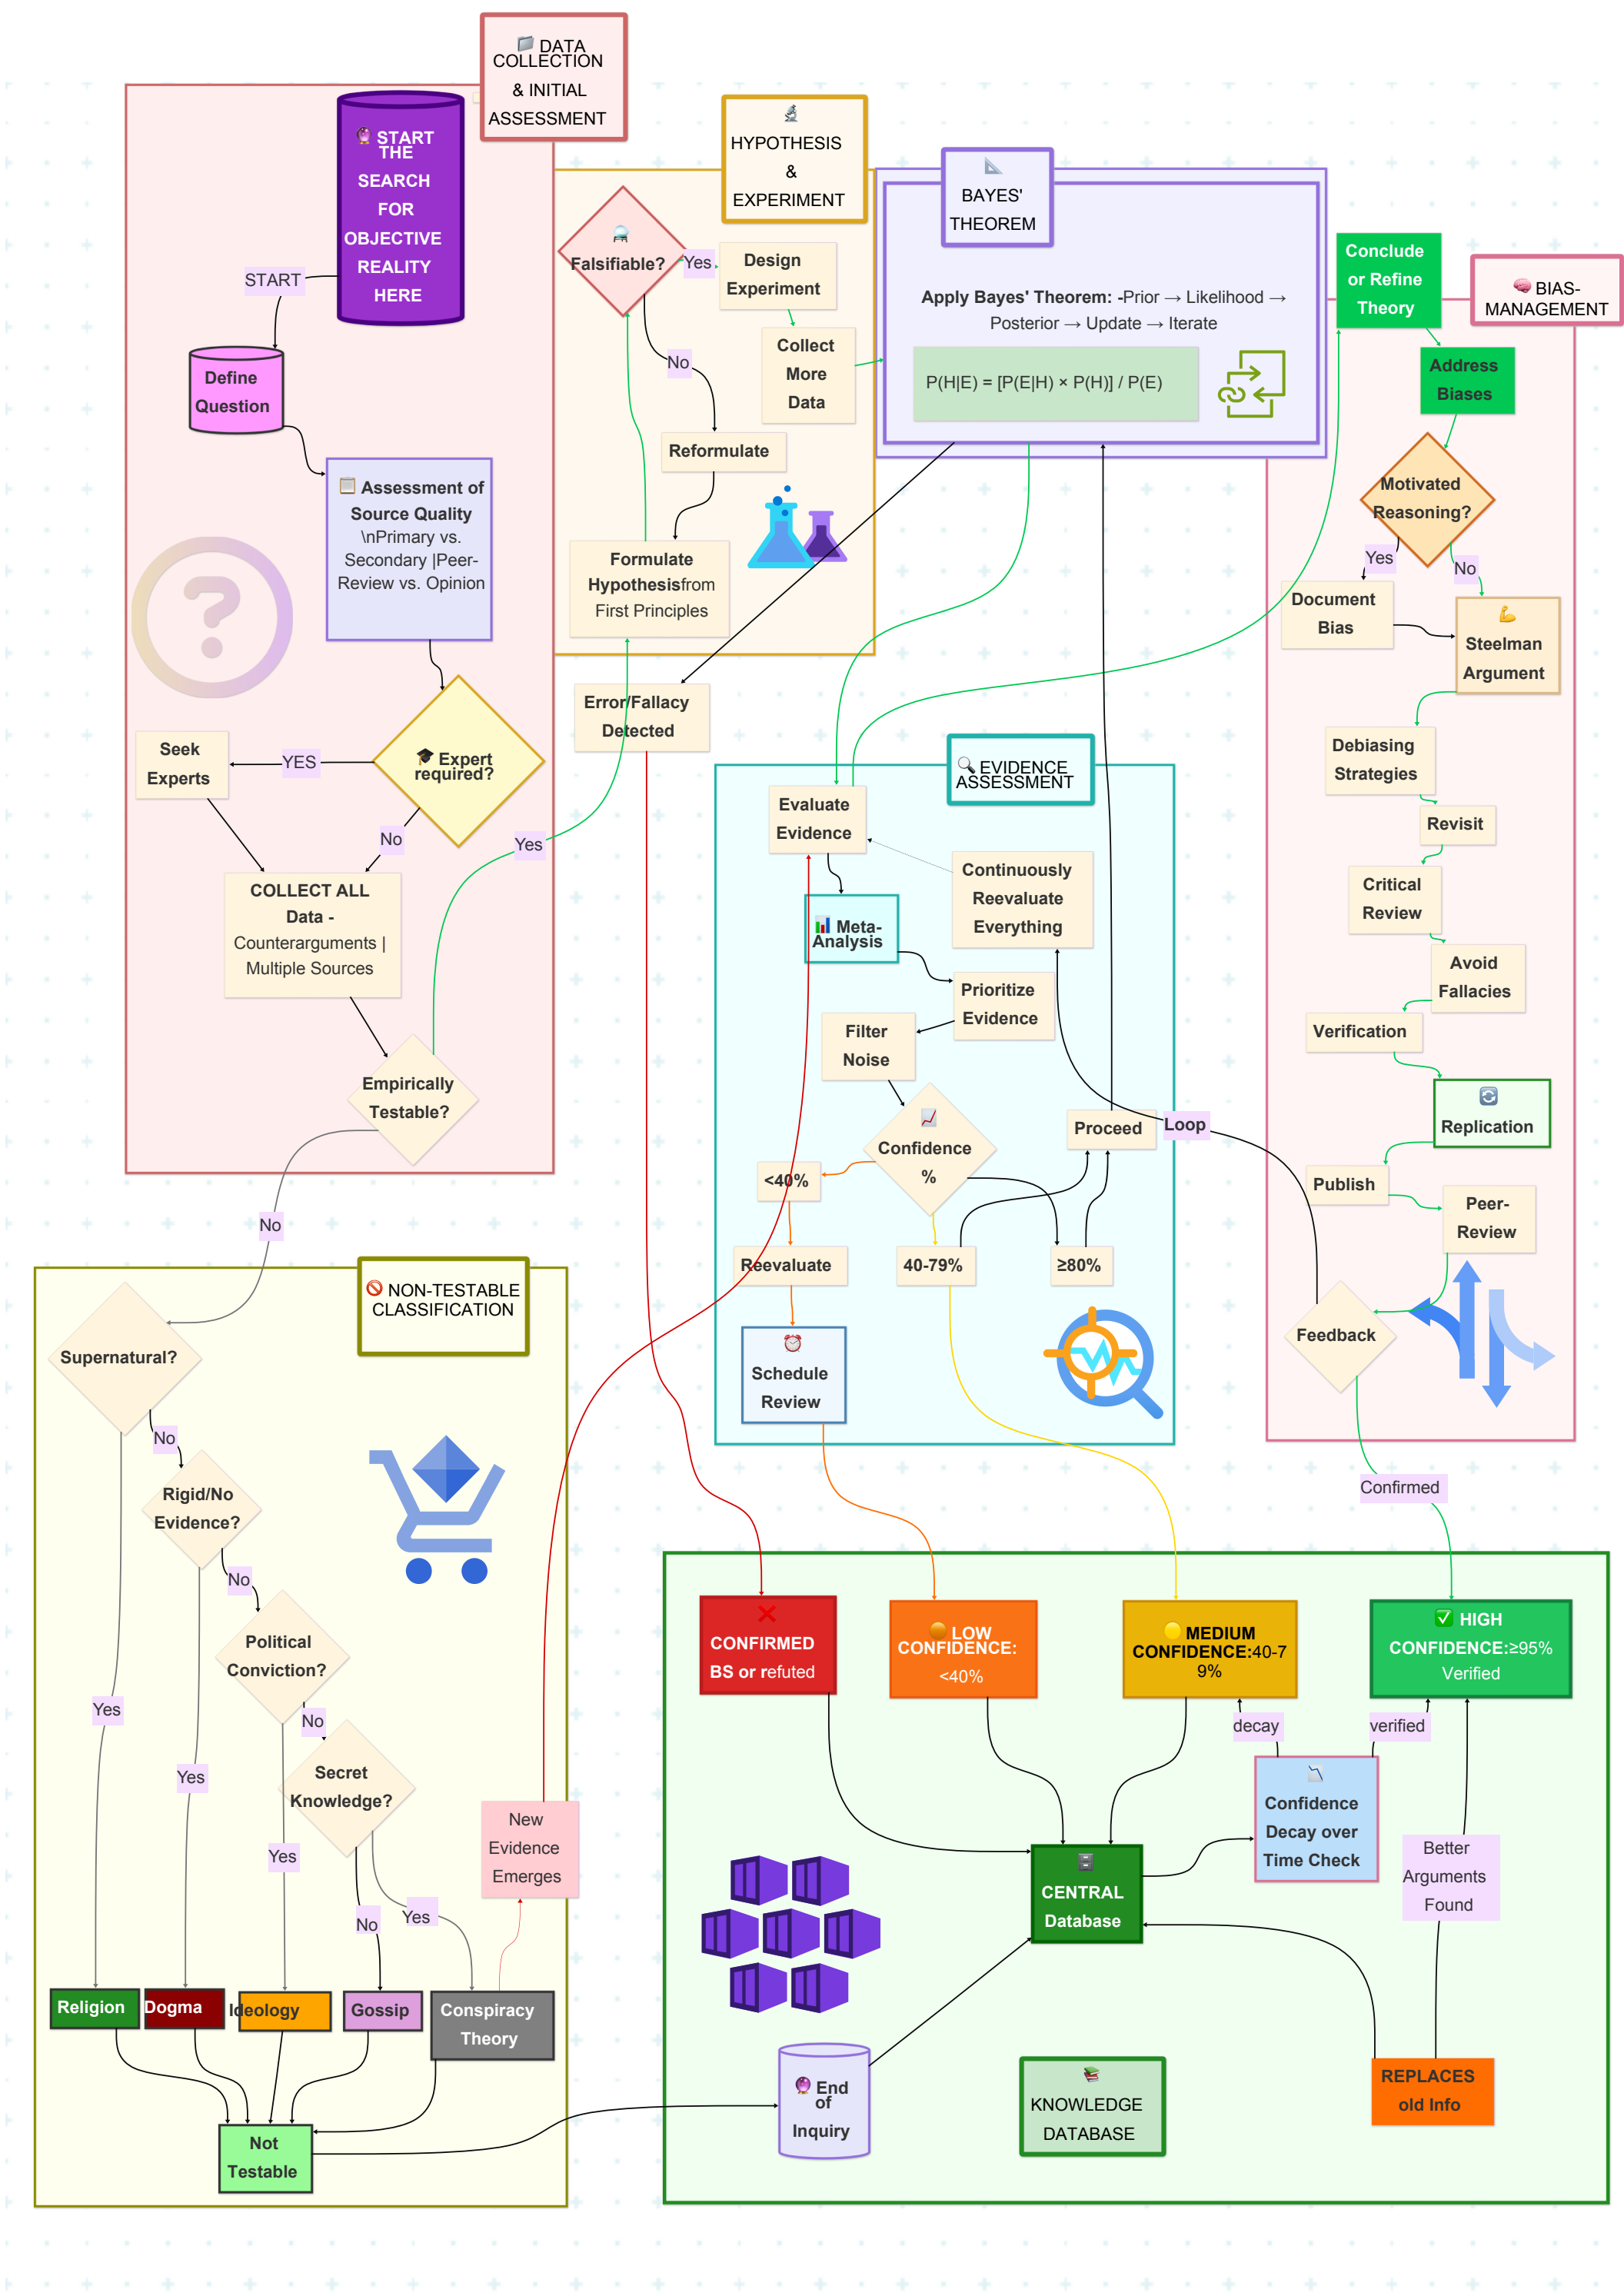 DATA
COLLECTION
& INITIAL
ASSESSMENT
START
THE
SEARCH
FOR
OBJECTIVE
REALITY
HERE
START
Define
Question
Assessment of
Source Quality
\nPrimary vs.
Secondary |Peer-
Review vs. Opinion
Expert
required?
YES
Seek
Experts
No
COLLECT ALL
Data -
Counterarguments |
Multiple Sources
Empirically
Testable?
Yes
No
HYPOTHESIS
&
EXPERIMENT
Falsifiable?
Yes
Design
Experiment
Collect
More
Data
No
Reformulate
Formulate
Hypothesisfrom
First Principles
Error/Fallacy
Detected
BAYES'
THEOREM
Apply Bayes' Theorem: -Prior → Likelihood →
Posterior → Update → Iterate
P(H|E) = [P(E|H) × P(H)] / P(E)
Conclude
or Refine
Theory
BIAS-
MANAGEMENT
Address
Biases
Motivated
Reasoning?
Yes
No
Document
Bias
Steelman
Argument
Debiasing
Strategies
Revisit
Critical
Review
Avoid
Fallacies
Verification
Replication
Publish
Peer-
Review
Feedback
Loop
Confirmed
EVIDENCE
ASSESSMENT
Evaluate
Evidence
Continuously
Reevaluate
Everything
Meta-
Analysis
Prioritize
Evidence
Filter
Noise
Confidence
%
Proceed
<40%
Reevaluate
40-79%
≥80%
Schedule
Review
NON-TESTABLE
CLASSIFICATION
Supernatural?
No
Rigid/No
Evidence?
No
Political
Conviction?
No
Secret
Knowledge?
Yes
Yes
Yes
No
Yes
New
Evidence
Emerges
Religion
Dogma
Ideology
Gossip
Conspiracy
Theory
Not
Testable
CONFIRMED
BS or refuted
LOW
CONFIDENCE:
<40%
MEDIUM
CONFIDENCE:40-7
9%
HIGH
CONFIDENCE:≥95%
Verified
decay
verified
Confidence
Decay over
Time Check
Better
Arguments
Found
CENTRAL
Database
End
of
Inquiry
KNOWLEDGE
DATABASE
REPLACES
old Info